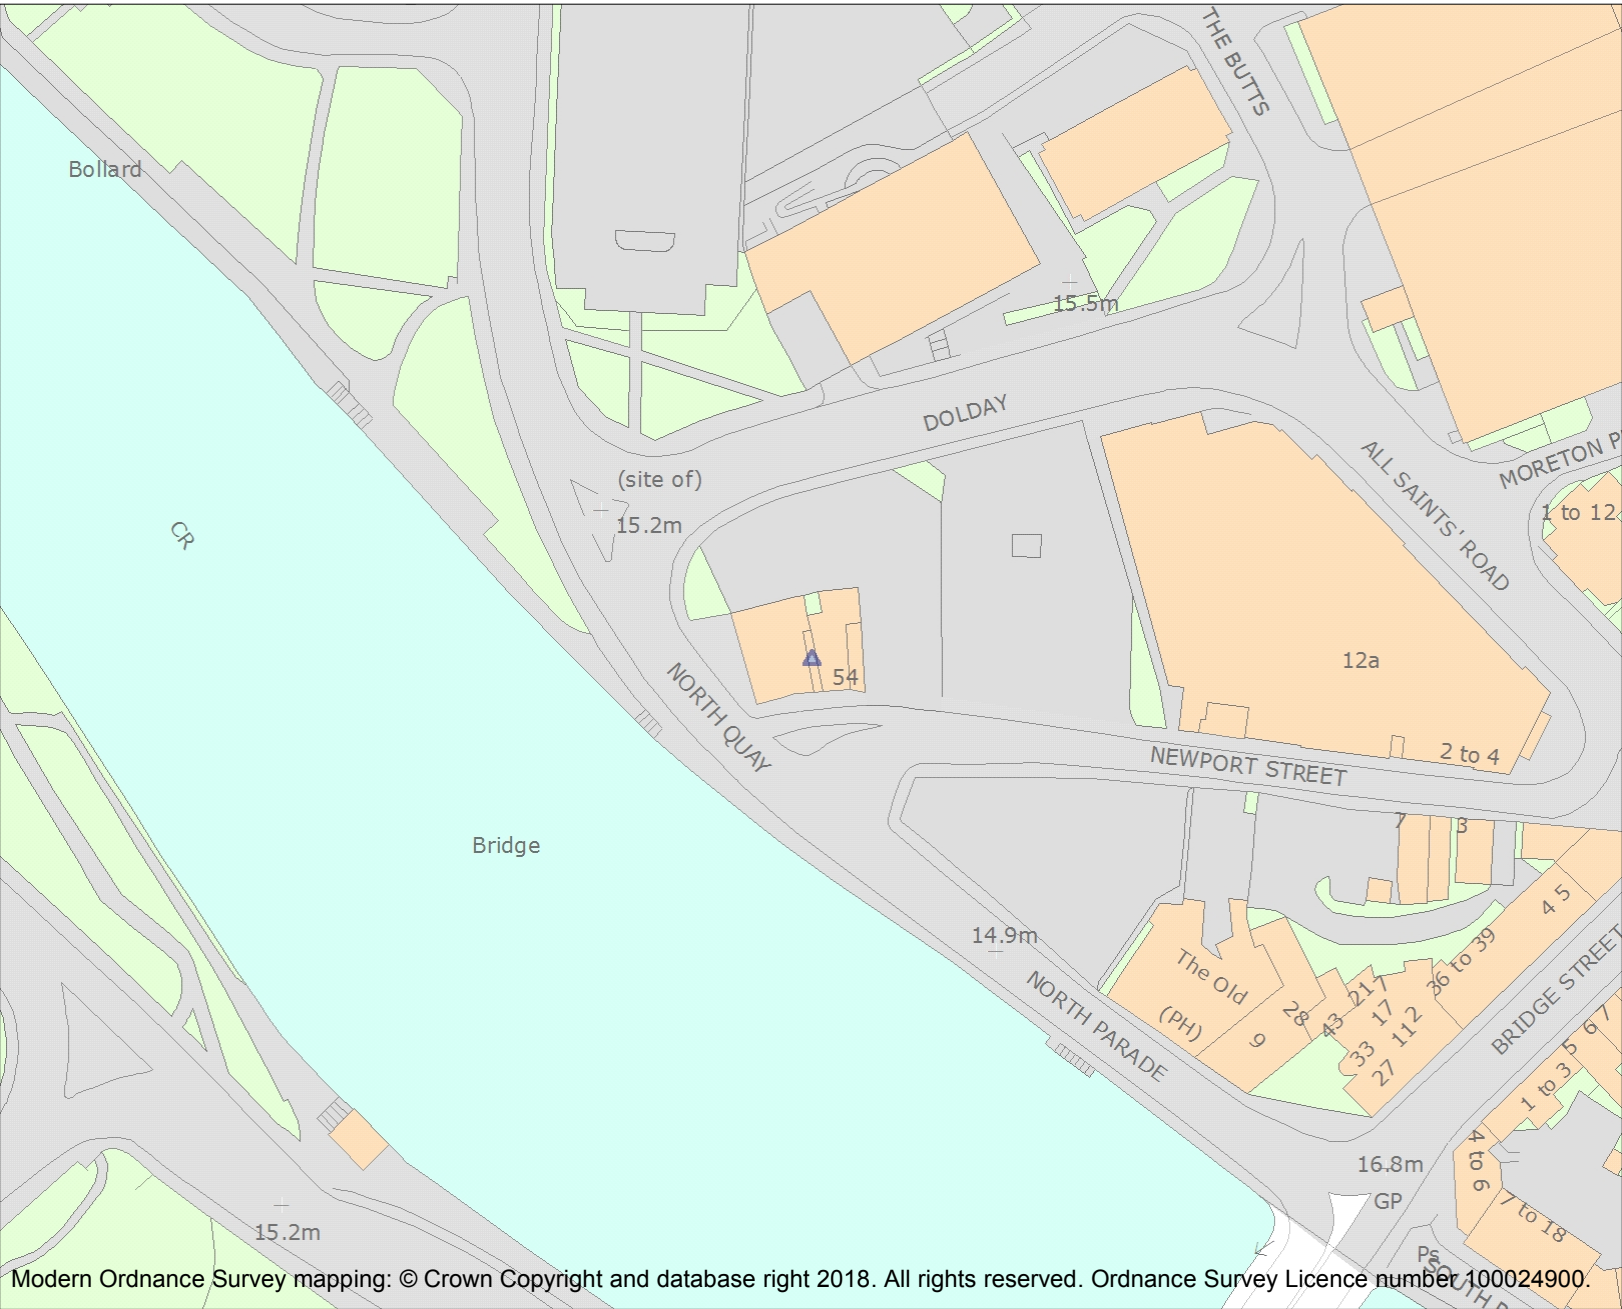 THE BUTTS
Bollard
15.5m
DOLDAY
ALL SAINTS' ROAD
MORETON P
(site of)
15.2m
1 to 12
CR
12a
54
NORTH QUAY
NEWPORT STREET
2 to 4
7
3
Bridge
4 5
14.9m
36 to 39
The Old
(PH)
9
28
43
21
7
17
112
33
27
NORTH PARADE
BRIDGE STREET
7
6
5
1 to 3
4 to 6
16.8m
GP
7 to 18
15.2m
Ps
SOUTH P
Modern Ordnance Survey mapping: © Crown Copyright and database right 2018. All rights reserved. Ordnance Survey Licence number 100024900.